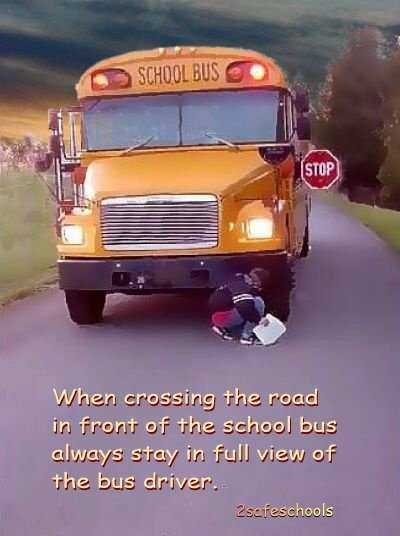 SCHOOL BUS
STOP
When crossing the road
in front of the school bus
always stay in full view of
the bus driver.
2safeschools